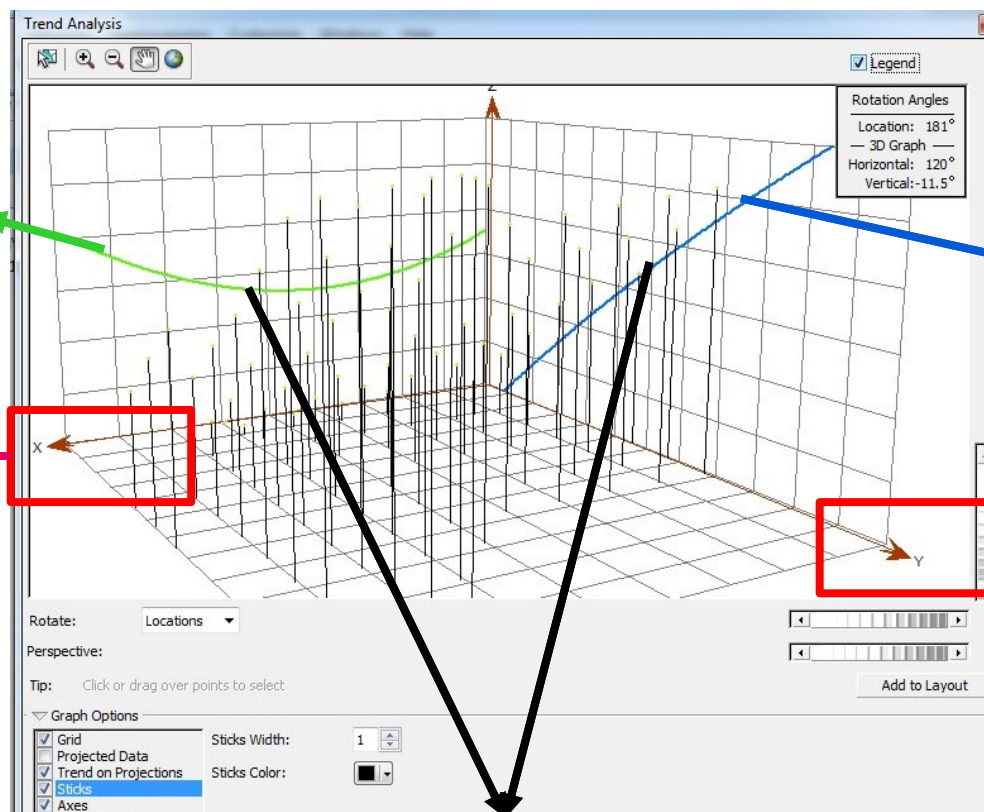 Trend Analysis
Legend
Z
Rotation Angles
Location: 181°
3D Graph
Horizontal: 120°
Vertical:-11.5°
X
Y
Rotate: Locations
Perspective:
Tip: Click or drag over points to select
Add to Layout
Graph Options
Grid
Sticks Width: 1
Projected Data
Trend on Projections
Sticks Color:
Sticks
Axes